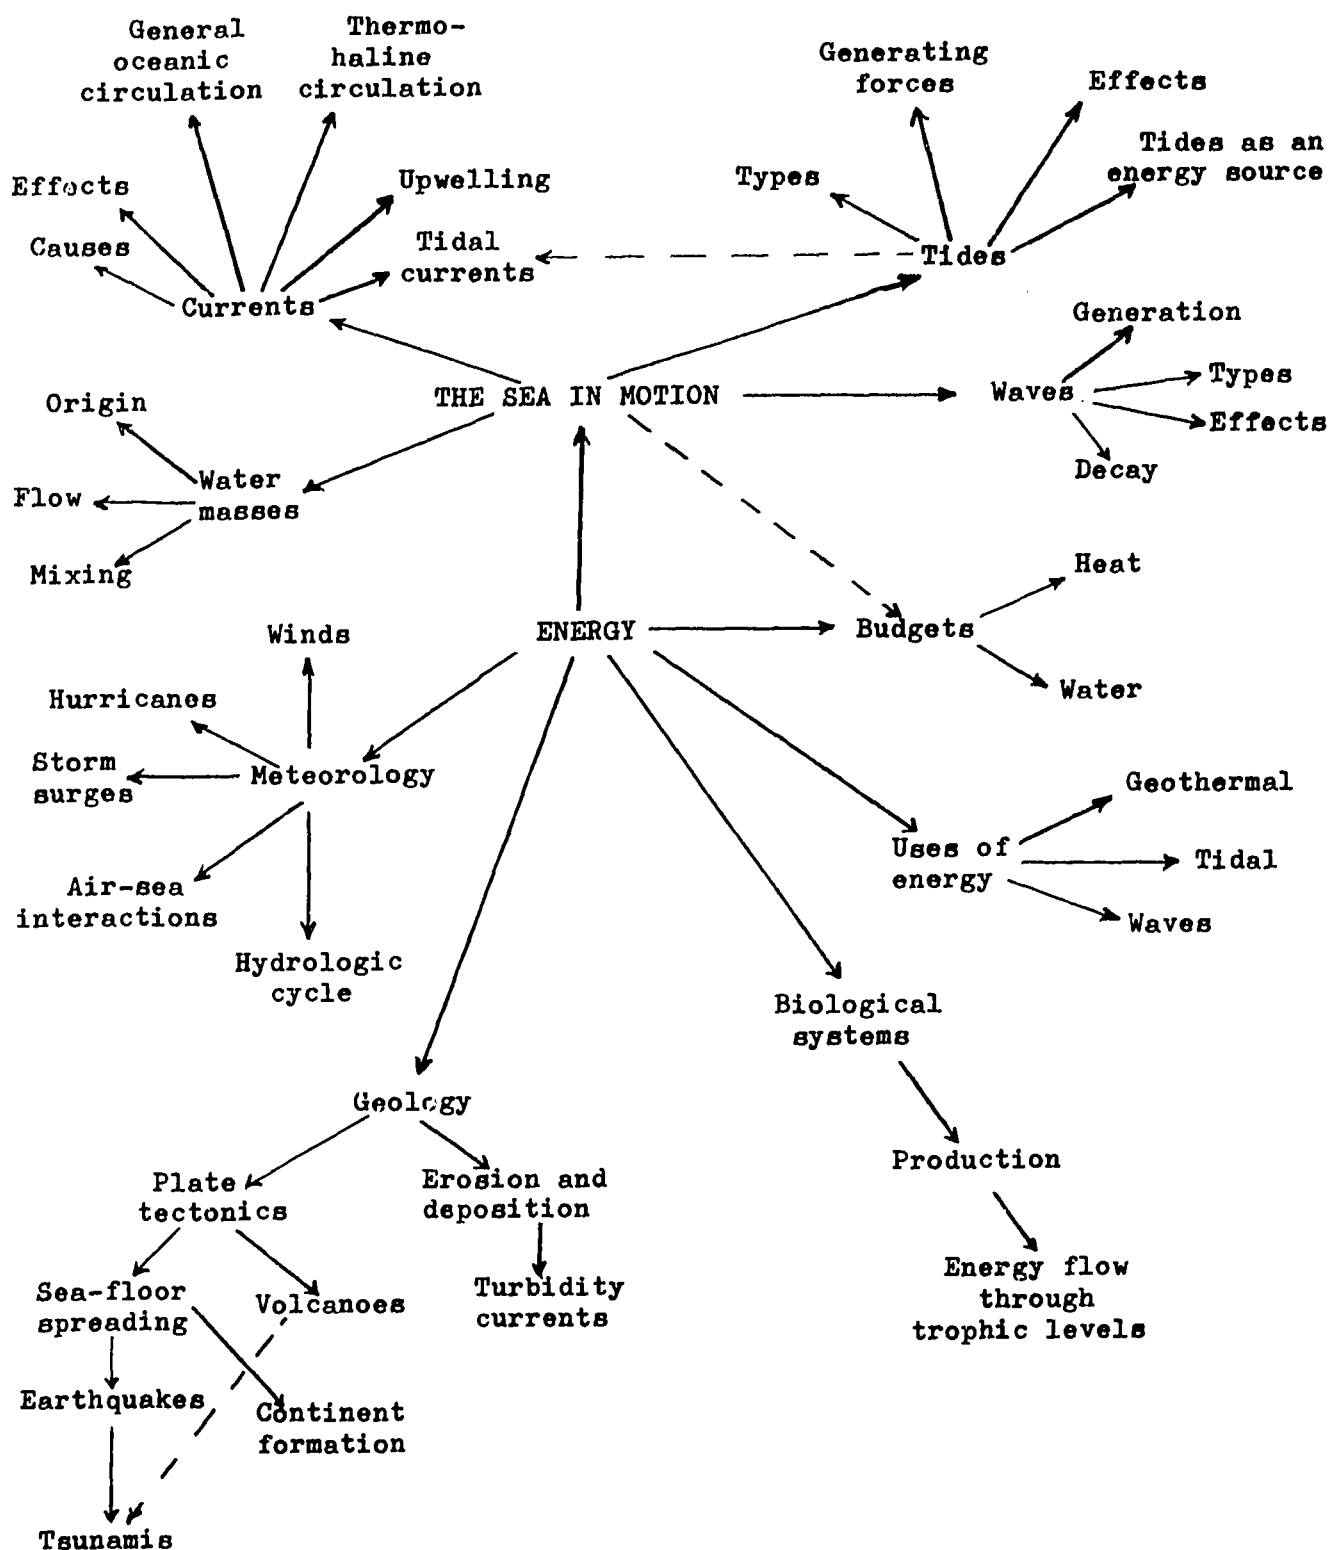 General
oceanic
circulation
Thermo-
haline
circulation
Generating
forces
Effects
Tides as an
energy source
Types
Effects
Causes
Upwelling
Tidal
currents
Currents
Tides
Generation
Types
Effects
Decay
Waves
THE SEA IN MOTION
Origin
Flow
Mixing
Water
masses
Heat
Budgets
Water
ENERGY
Winds
Hurricanes
Storm
surges
Meteorology
Air-sea
interactions
Hydrologic
cycle
Geothermal
Uses of
energy
Tidal
Waves
Biological
systems
Production
Energy flow
through
trophic levels
Geology
Plate
tectonics
Erosion and
deposition
Turbidity
currents
Sea-floor
spreading
Volcanoes
Earthquakes
Continent
formation
Tsunamis